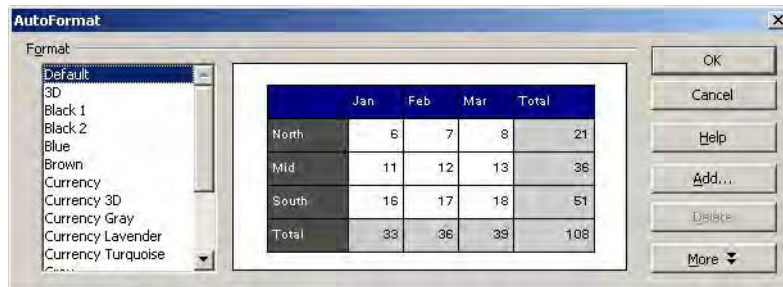 AutoFormat
Format
Default
3D
Black 1
Black 2
Blue
Brown
Currency
Currency 3D
Currency Gray
Currency Lavender
Currency Turquoise
Jan Feb Mar Total
North 6 7 8 21
Mid 11 12 13 36
South 16 17 18 51
Total 33 36 39 108
OK
Cancel
Help
Add...
Delete
More